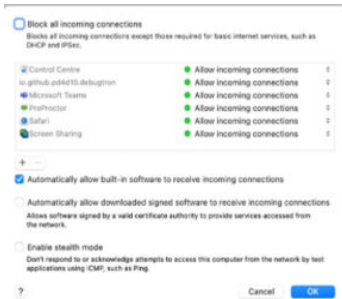 Block all incoming connections
Blocks all incoming connections except those required for basic internet services, such as
DHCP and IPSec.
Control Centre Allow incoming connections
io.github.pd4d10.debugtron Allow incoming connections
Microsoft Teams Allow incoming connections
ProProctor Allow incoming connections
Safari Allow incoming connections
Screen Sharing Allow incoming connections
+ −
Automatically allow built-in software to receive incoming connections
Automatically allow downloaded signed software to receive incoming connections
Allows software signed by a valid certificate authority to provide services accessed from
the network.
Enable stealth mode
Don't respond to or acknowledge attempts to access this computer from the network by test
applications using ICMP, such as Ping.
? Cancel OK